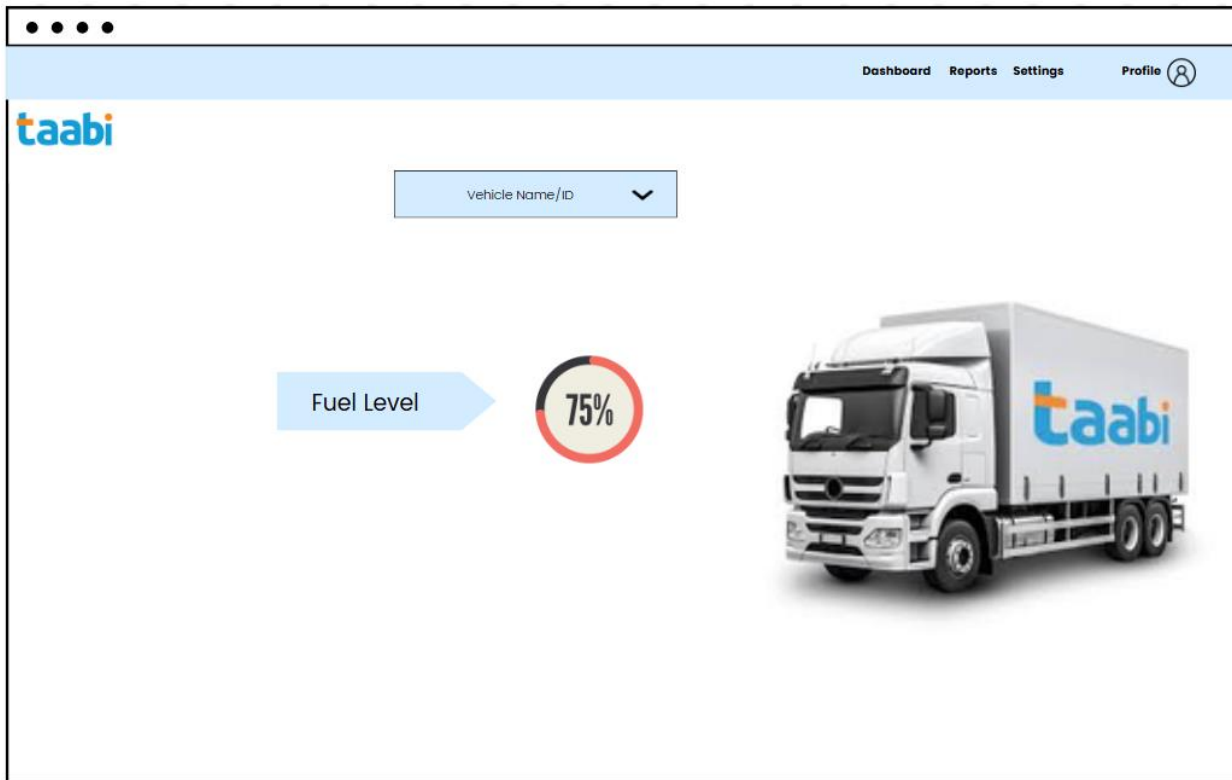 Dashboard Reports Settings Profile
taabi
Vehicle Name/ID
Fuel Level
75%
taabi